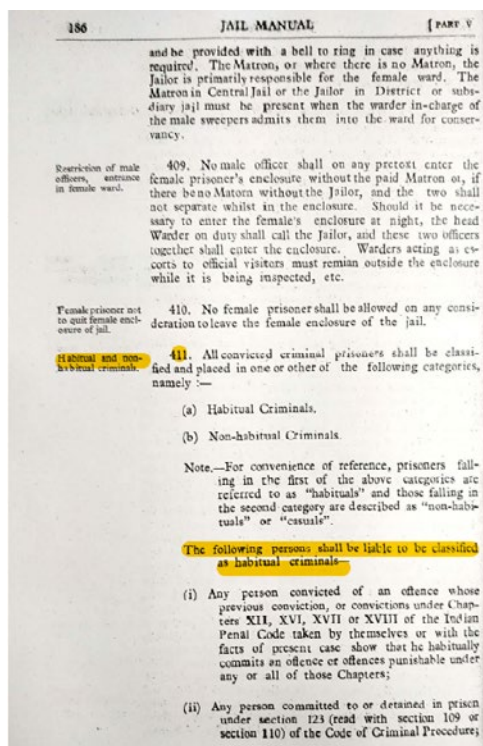 186 JAIL MANUAL [ PART V
and be provided with a bell to ring in case anything is
required. The Matron, or where there is no Matron, the
Jailor is primarily responsible for the female ward. The
Matron in Central Jail or the Jailor in District or subs-
diary jail must be present when the warder in-charge of
the male sweepers admits them into the ward for conser-
vancy.
Restriction of male
officers, entrance
in female ward.
409. No male officer shall on any pretext enter the
female prisoner's enclosure without the paid Matron or, if
there be no Matorn without the Jailor, and the two shall
not separate whilst in the enclosure. Should it be nece-
ssary to enter the female's enclosure at night, the head
Warder on duty shall call the Jailor, and these two officers
together shall enter the enclosure. Warders acting as es-
corts to official visitors must remian outside the enclosure
while it is being inspected, etc.
Female prisoner not
to quit female encl-
osure of jail.
410. No female prisoner shall be allowed on any consi-
deration to leave the female enclosure of the jail.
Habitual and non-
habitual criminals.
411. All convicted criminal prisoners shall be classi-
fied and placed in one or other of the following categories,
namely :—
(a) Habitual Criminals.
(b) Non-habitual Criminals.
Note.—For convenience of reference, prisoners fall-
ing in the first of the above categories are
referred to as "habituals" and those falling in
the second category are described as "non-habi-
tuals" or "casuals".
The following persons shall be liable to be classified
as habitual criminals—
(i) Any person convicted of an offence whose
previous conviction, or convictions under Chap-
ters XII, XVI, XVII or XVIII of the Indian
Penal Code taken by themselves or with the
facts of present case show that he habitually
commits an offence or offences punishable under
any or all of those Chapters;
(ii) Any person committed to or detained in prison
under section 123 (read with section 109 or
section 110) of the Code of Criminal Procedure;